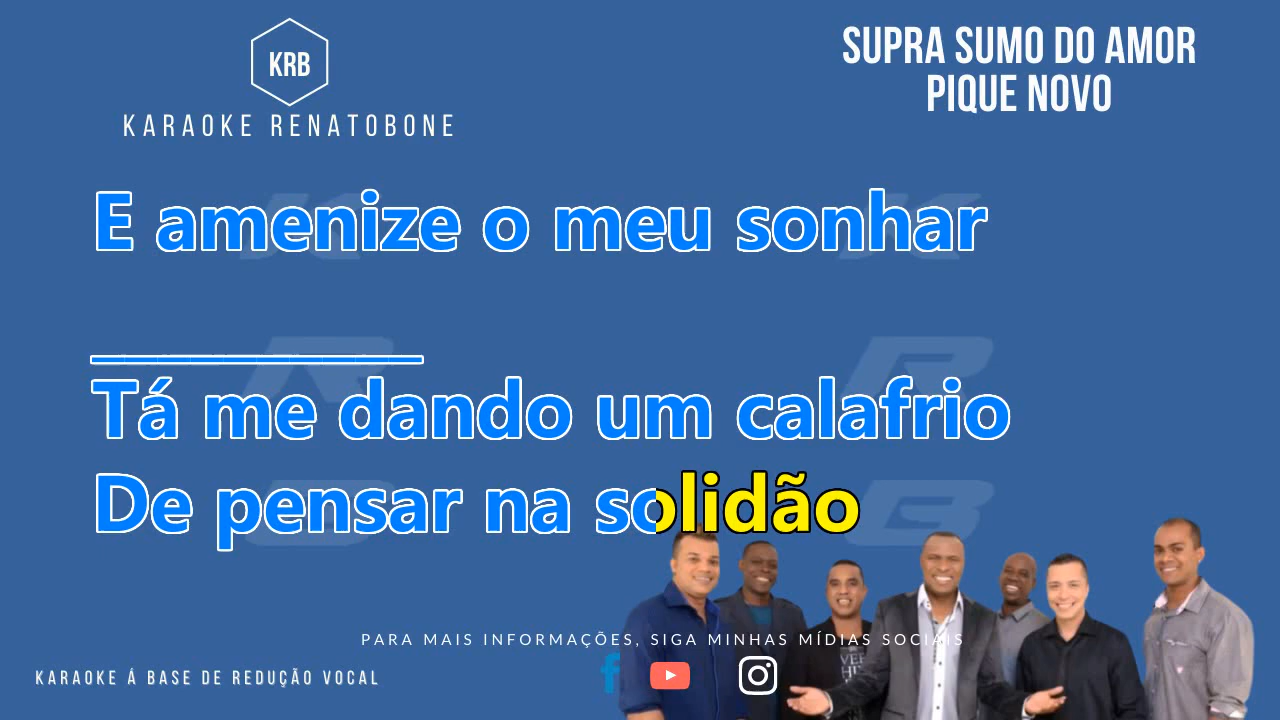 KRB
KARAOKE RENATOBONE
SUPRA SUMO DO AMOR
PIQUE NOVO
E amenize o meu sonhar
__________
Tá me dando um calafrio
De pensar na solidão
PARA MAIS INFORMAÇÕES, SIGA MINHAS MÍDIAS SOCIAIS
KARAOKE Á BASE DE REDUÇÃO VOCAL
K K
R R
B B